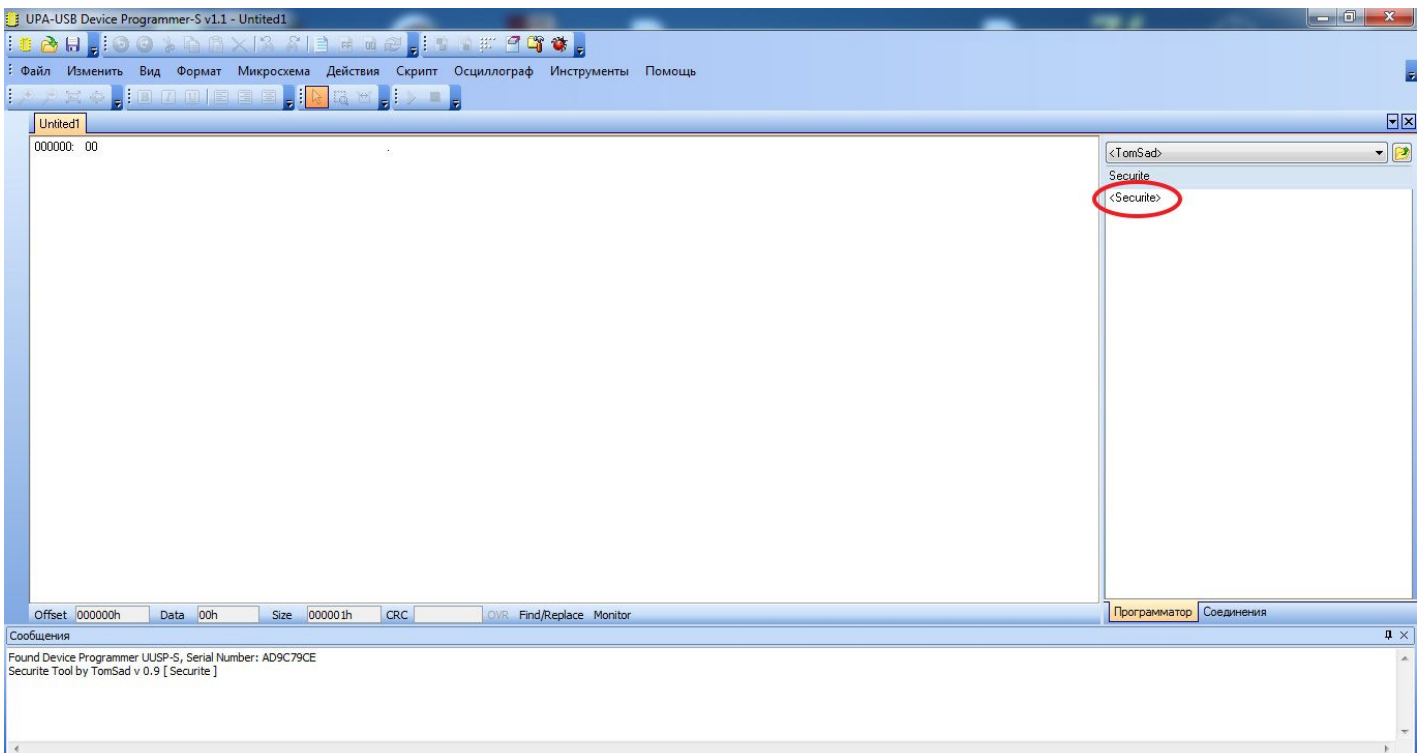 UPA-USB Device Programmer-S v1.1 - Untited1
Файл Изменить Вид Формат Микросхема Действия Скрипт Осциллограф Инструменты Помощь
Untited1
000000: 00 .
<TomSad>
Securite
<Securite>
Offset 000000h Data 00h Size 000001h CRC OVR Find/Replace Monitor
Программатор Соединения
Сообщения
Found Device Programmer UUSP-S, Serial Number: AD9C79CE
Securite Tool by TomSad v 0.9 [ Securite ]